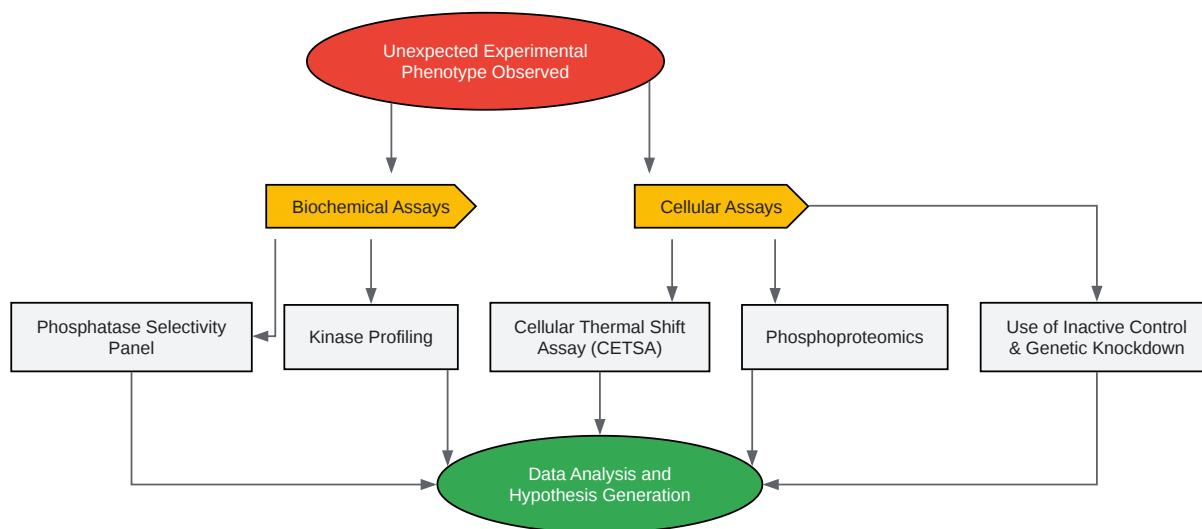 Unexpected Experimental
Phenotype Observed
Biochemical Assays
Cellular Assays
Phosphatase Selectivity
Panel
Kinase Profiling
Cellular Thermal Shift
Assay (CETSA)
Phosphoproteomics
Use of Inactive Control
& Genetic Knockdown
Data Analysis and
Hypothesis Generation